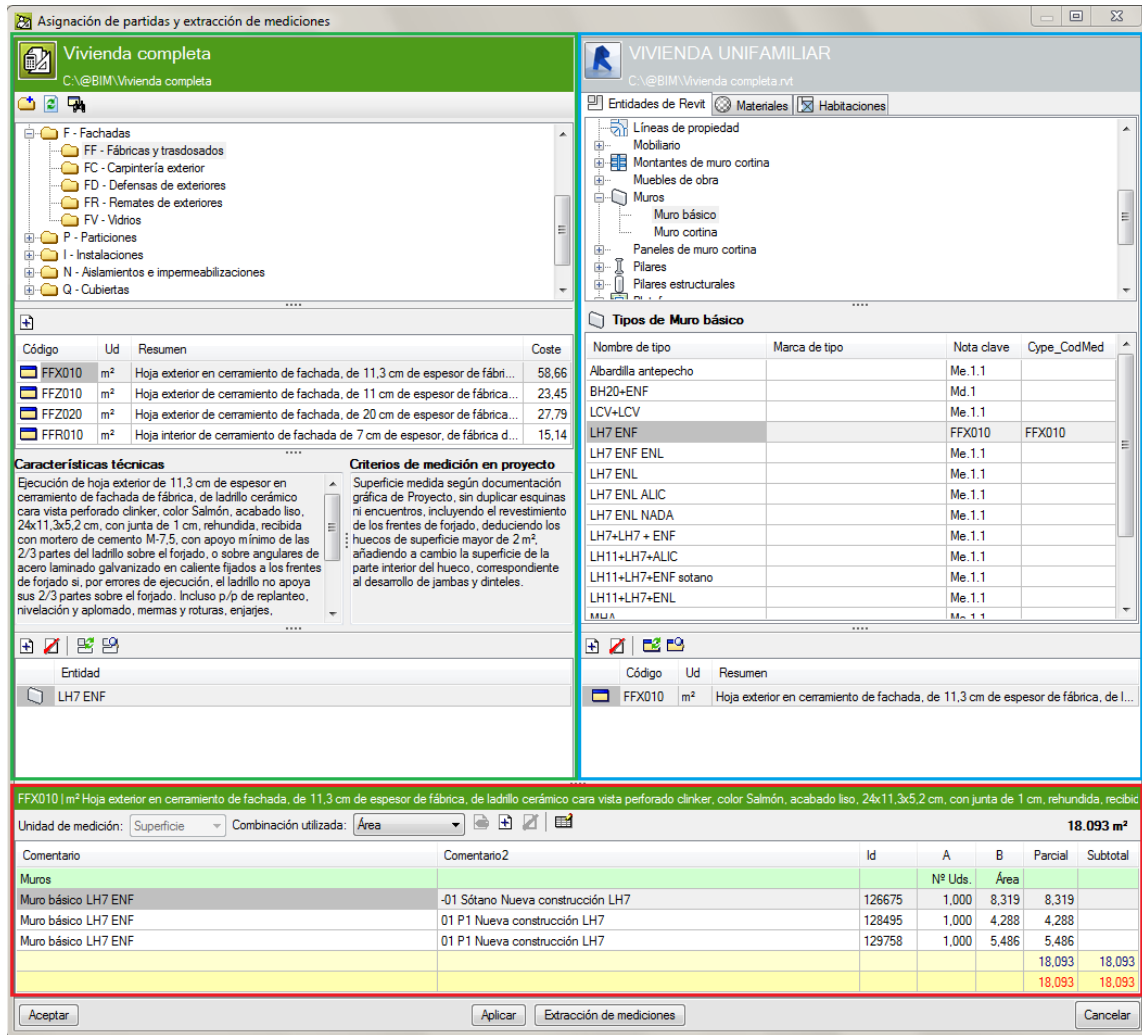 Asignación de partidas y extracción de mediciones
Vivienda completa
C:\@BIM\Vivienda completa
F - Fachadas
FF - Fábricas y trasdosados
FC - Carpintería exterior
FD - Defensas de exteriores
FR - Remates de exteriores
FV - Vidrios
P - Particiones
I - Instalaciones
N - Aislamientos e impermeabilizaciones
Q - Cubiertas
Código Ud Resumen Coste
FFX010 m² Hoja exterior en cerramiento de fachada, de 11,3 cm de espesor de fábri... 58,66
FFZ010 m² Hoja exterior en cerramiento de fachada, de 11 cm de espesor de fábrica... 23,45
FFZ020 m² Hoja exterior en cerramiento de fachada, de 20 cm de espesor de fábrica... 27,79
FFR010 m² Hoja interior de cerramiento de fachada de 7 cm de espesor, de fábrica d... 15,14
Características técnicas
Ejecución de hoja exterior de 11,3 cm de espesor en
cerramiento de fachada de fábrica, de ladrillo cerámico
cara vista perforado clinker, color Salmón, acabado liso,
24x11,3x5,2 cm, con junta de 1 cm, rehundida, recibida
con mortero de cemento M-7,5, con apoyo mínimo de las
2/3 partes del ladrillo sobre el forjado, o sobre angulares de
acero laminado galvanizado en caliente fijados a los frentes
de forjado si, por errores de ejecución, el ladrillo no apoya
sus 2/3 partes sobre el forjado. Incluso p/p de replanteo,
nivelación y aplomado, mermas y roturas, enjarjes,
Criterios de medición en proyecto
Superficie medida según documentación
gráfica de Proyecto, sin duplicar esquinas
ni encuentros, incluyendo el revestimiento
de los frentes de forjado, deduciendo los
huecos de superficie mayor de 2 m²,
añadiendo a cambio la superficie de la
parte interior del hueco, correspondiente
al desarrollo de jambas y dinteles.
Entidad
LH7 ENF
VIVIENDA UNIFAMILIAR
C:\@BIM\Vivienda completa.rvt
Entidades de Revit Materiales Habitaciones
Líneas de propiedad
Mobiliario
Montantes de muro cortina
Muebles de obra
Muros
Muro básico
Muro cortina
Paneles de muro cortina
Pilares
Pilares estructurales
Tipos de Muro básico
Nombre de tipo Marca de tipo Nota clave Cype_CodMed
Albardilla antepecho Me.1.1
BH20+ENF Md.1
LCV+LCV Me.1.1
LH7 ENF FFX010 FFX010
LH7 ENF ENL Me.1.1
LH7 ENL Me.1.1
LH7 ENL ALIC Me.1.1
LH7 ENL NADA Me.1.1
LH7+LH7 + ENF Me.1.1
LH11+LH7+ALIC Me.1.1
LH11+LH7+ENF sotano Me.1.1
LH11+LH7+ENL Me.1.1
MHA Me.1.1
Código Ud Resumen
FFX010 m² Hoja exterior en cerramiento de fachada, de 11,3 cm de espesor de fábrica, de l...
FFX010 | m² Hoja exterior en cerramiento de fachada, de 11,3 cm de espesor de fábrica, de ladrillo cerámico cara vista perforado clinker, color Salmón, acabado liso, 24x11,3x5,2 cm, con junta de 1 cm, rehundida, recibid
Unidad de medición: Superficie Combinación utilizada: Área 18.093 m²
Comentario Comentario2 Id A B Parcial Subtotal
Muros Nº Uds. Área
Muro básico LH7 ENF -01 Sótano Nueva construcción LH7 126675 1,000 8,319 8,319
Muro básico LH7 ENF 01 P1 Nueva construcción LH7 128495 1,000 4,288 4,288
Muro básico LH7 ENF 01 P1 Nueva construcción LH7 129758 1,000 5,486 5,486
18,093 18,093
18,093 18,093
Aceptar Aplicar Extracción de mediciones Cancelar